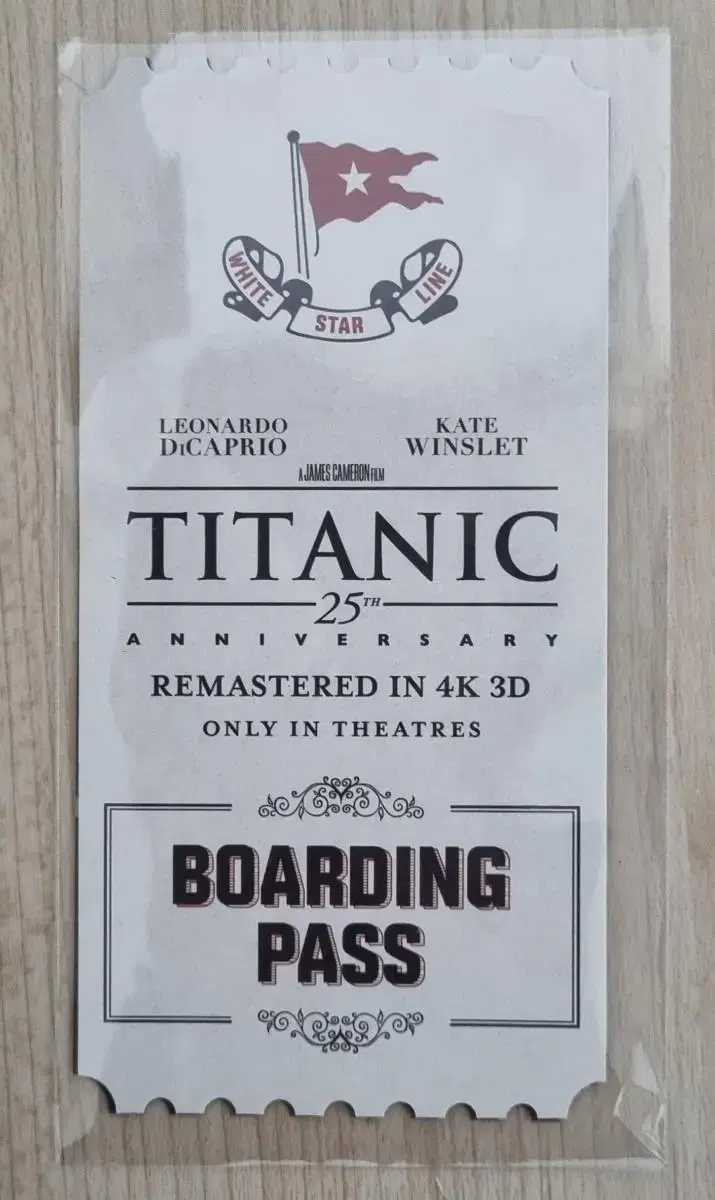 WHITE STAR LINE
LEONARDO DiCAPRIO
KATE WINSLET
A JAMES CAMERON FILM
TITANIC
25TH
ANNIVERSARY
REMASTERED IN 4K 3D
ONLY IN THEATRES
BOARDING
PASS